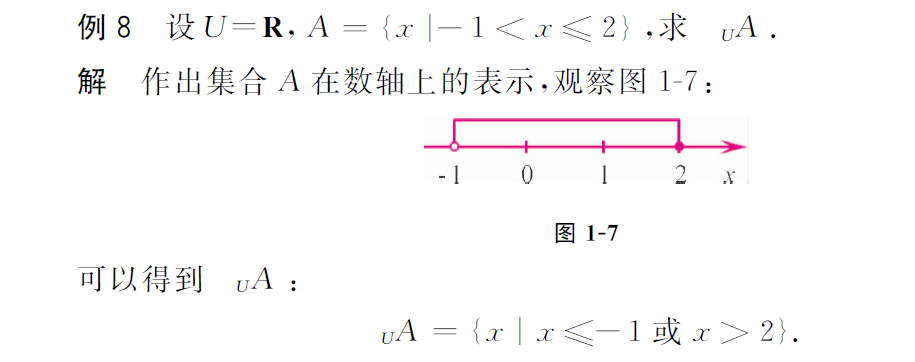 例 8 设 U＝R, A = {x |－1 < x ⩽ 2} ,求 UA .
解 作出集合 A 在数轴上的表示,观察图 1-7：
-1 0 1 2 x
图 1-7
可以得到 UA ：
UA = {x | x ⩽－1 或 x > 2}.